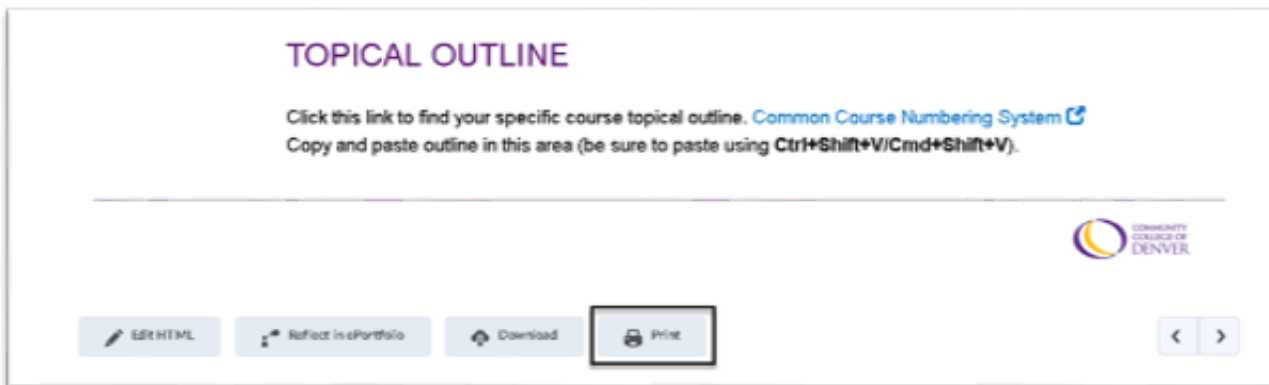 TOPICAL OUTLINE
Click this link to find your specific course topical outline. Common Course Numbering System
Copy and paste outline in this area (be sure to paste using Ctrl+Shift+V/Cmd+Shift+V).
COMMUNITY
COLLEGE OF
DENVER
Edit HTML Reflect in ePortfolio Download Print